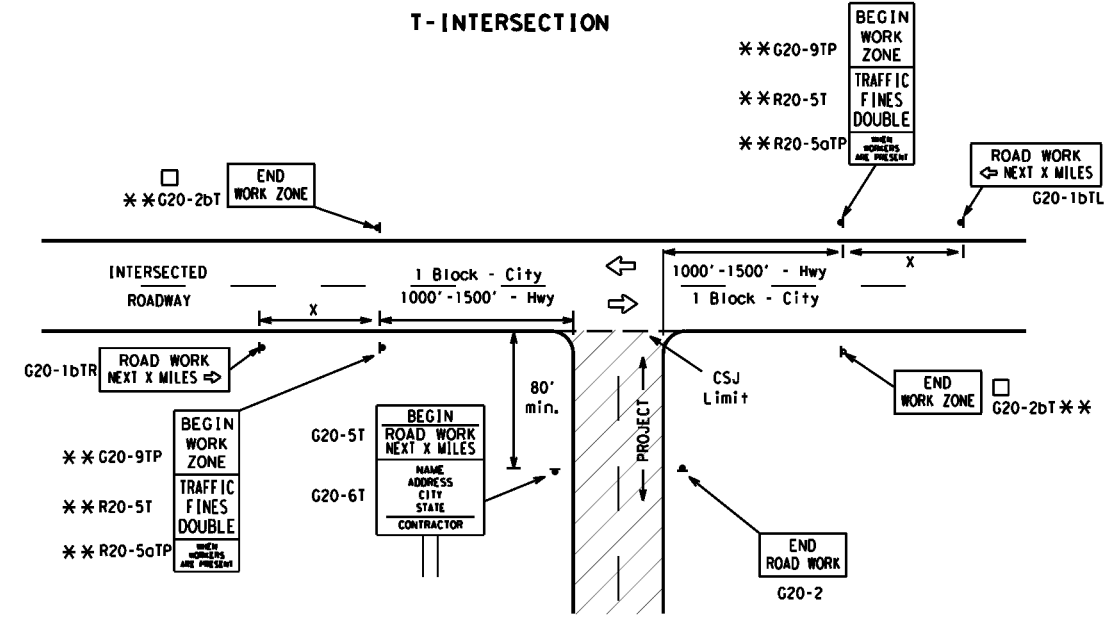 T-INTERSECTION
**G20-9TP
BEGIN
WORK
ZONE
**R20-5T
TRAFFIC
FINES
DOUBLE
**R20-5aTP
WHEN
WORKERS
ARE PRESENT
ROAD WORK
⇦ NEXT X MILES
G20-1bTL
□
**G20-2bT
END
WORK ZONE
INTERSECTED
ROADWAY
1 Block - City
1000'-1500' - Hwy
X
⇦
⇨
1000'-1500' - Hwy
1 Block - City
X
G20-1bTR
ROAD WORK
NEXT X MILES ⇨
80'
min.
CSJ
Limit
PROJECT
END
WORK ZONE
□
G20-2bT**
**G20-9TP
BEGIN
WORK
ZONE
**R20-5T
TRAFFIC
FINES
DOUBLE
**R20-5aTP
WHEN
WORKERS
ARE PRESENT
G20-5T
BEGIN
ROAD WORK
NEXT X MILES
G20-6T
NAME
ADDRESS
CITY
STATE
CONTRACTOR
END
ROAD WORK
G20-2